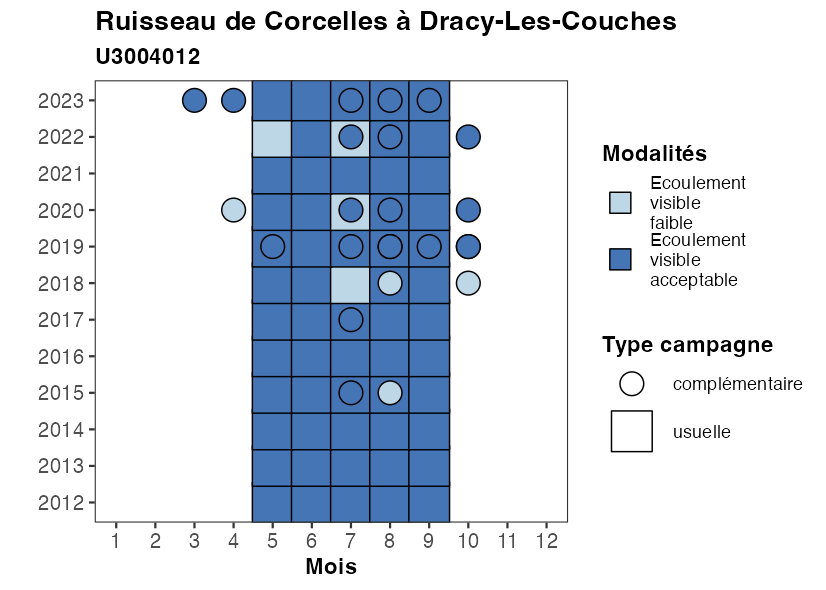 Ruisseau de Corcelles à Dracy-Les-Couches
U3004012
2023
2022
2021
2020
2019
2018
2017
2016
2015
2014
2013
2012
1 2 3 4 5 6 7 8 9 10 11 12
Mois
Modalités
Ecoulement
visible
faible
Ecoulement
visible
acceptable
Type campagne
complémentaire
usuelle